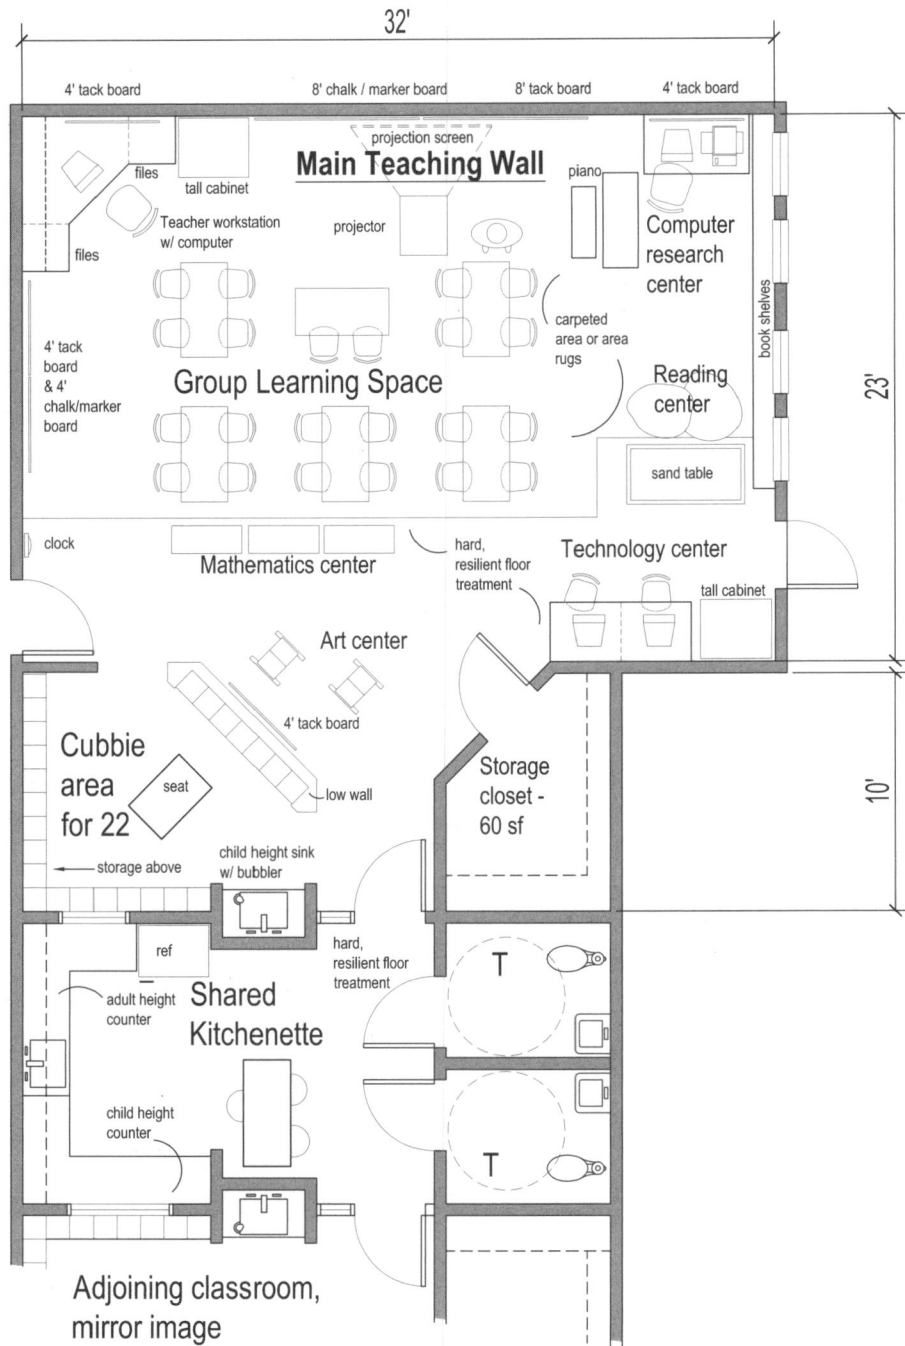 32'
4' tack board
8' chalk / marker board
8' tack board
4' tack board
projection screen
Main Teaching Wall
files
tall cabinet
piano
Teacher workstation
w/ computer
projector
Computer
research
center
files
book shelves
carpeted
area or area
rugs
4' tack
board
& 4'
chalk/marker
board
Group Learning Space
Reading
center
23'
sand table
clock
Mathematics center
hard,
resilient floor
treatment
Technology center
tall cabinet
Art center
4' tack board
Cubbie
area
for 22
seat
low wall
Storage
closet -
60 sf
10'
storage above
child height sink
w/ bubbler
ref
hard,
resilient floor
treatment
T
adult height
counter
Shared
Kitchenette
child height
counter
T
Adjoining classroom,
mirror image